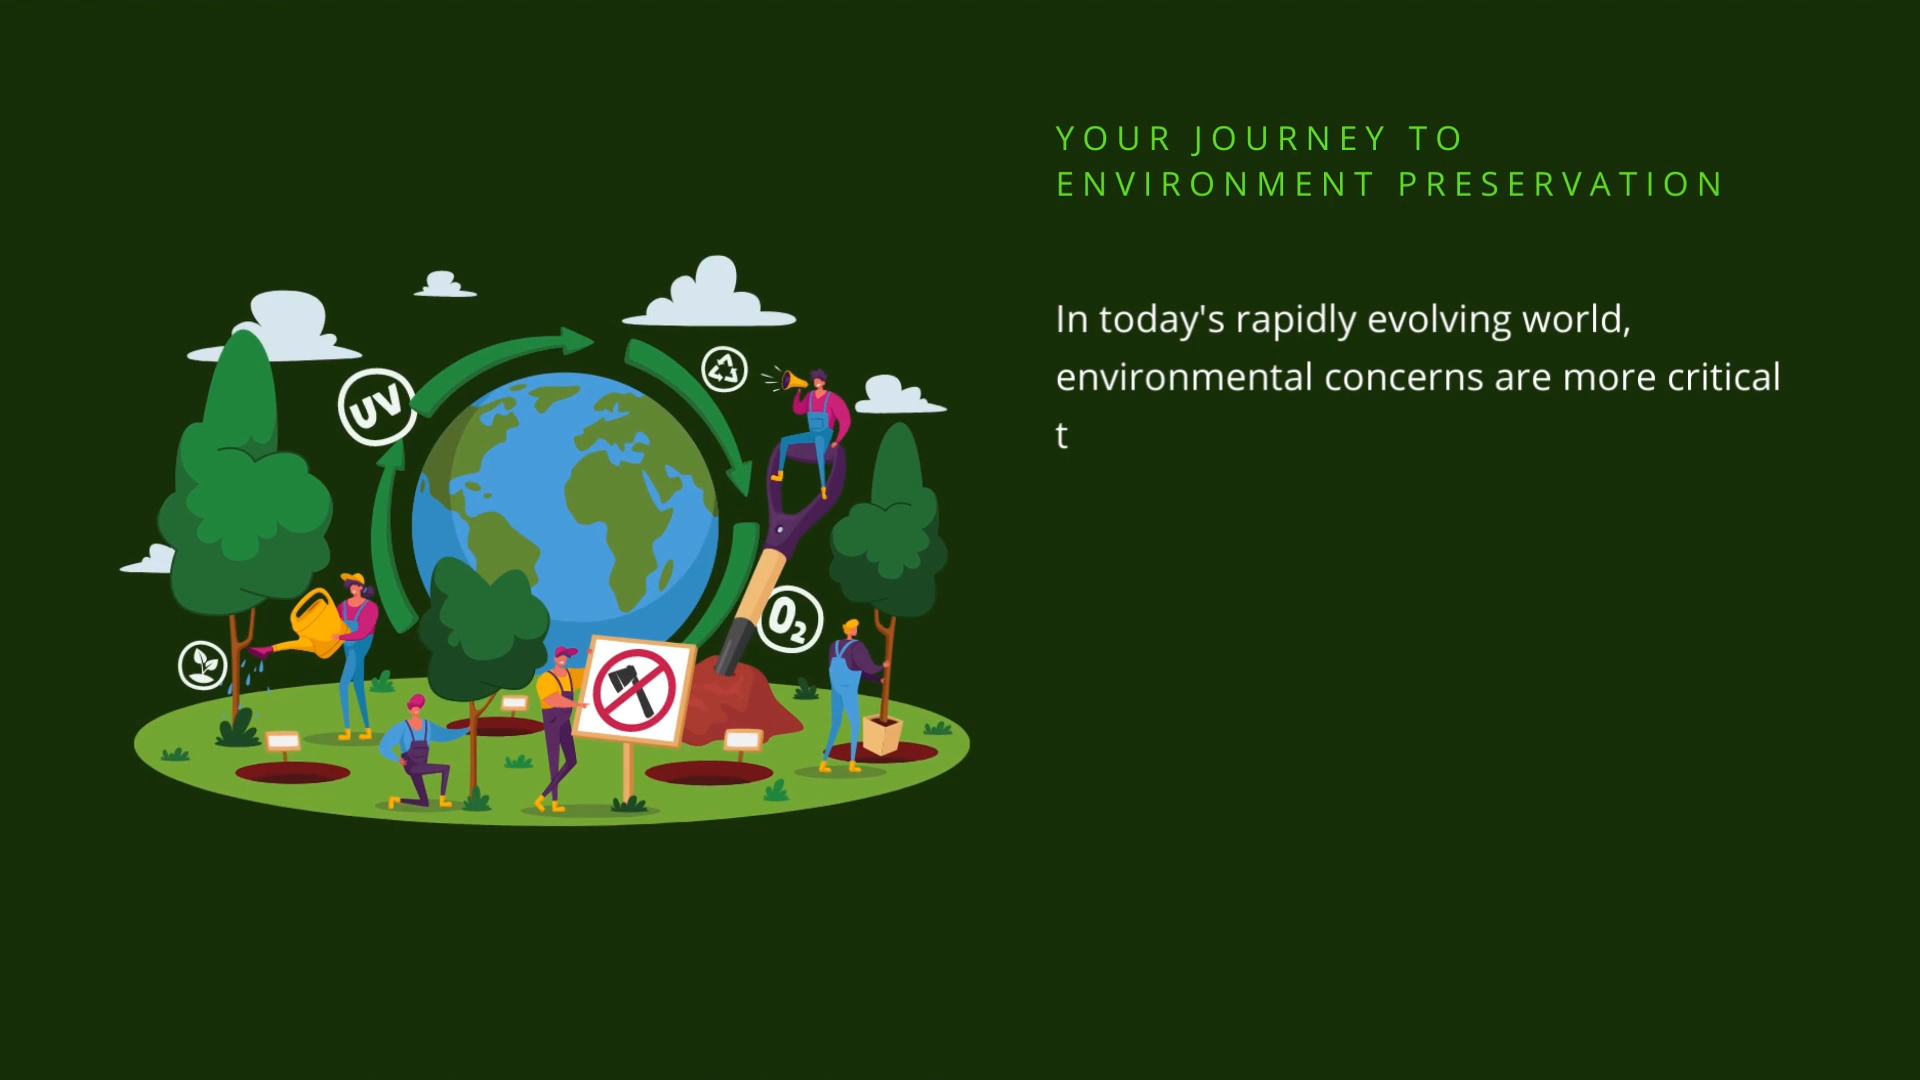 YOUR JOURNEY TO
ENVIRONMENT PRESERVATION
In today's rapidly evolving world,
environmental concerns are more critical
t
UV
O₂